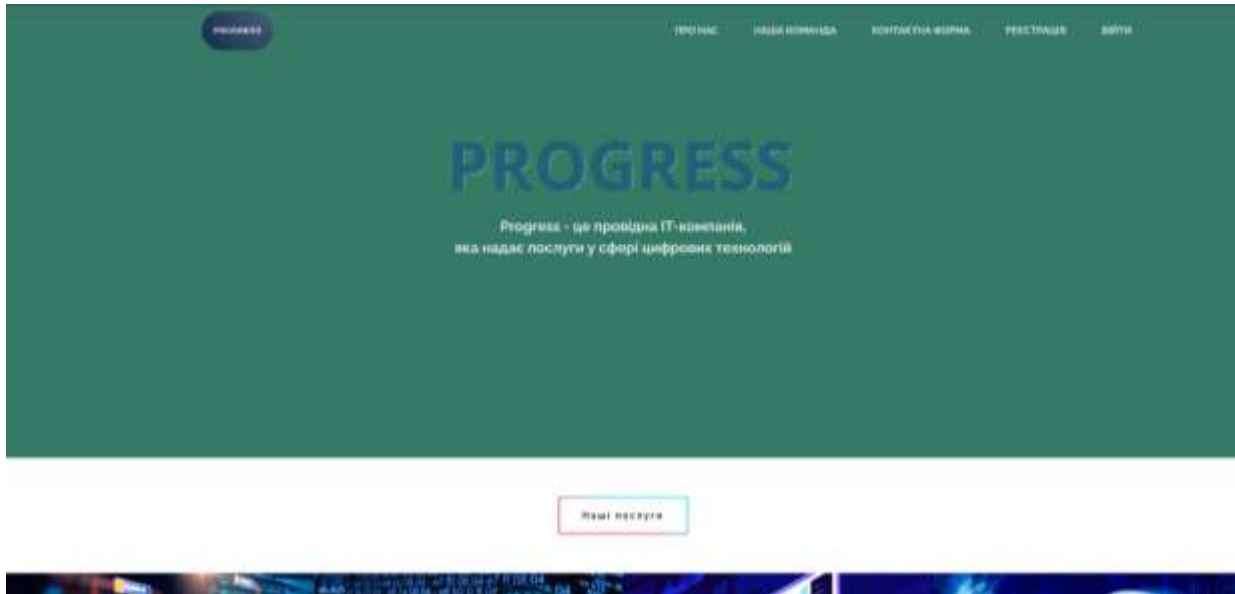 PROGRESS
ПРО НАС НАША КОМАНДА КОНТАКТНА ФОРМА РЕЄСТРАЦІЯ ВИЙТИ
PROGRESS
Progress - це провідна IT-компанія,
яка надає послуги у сфері цифрових технологій
Наші послуги